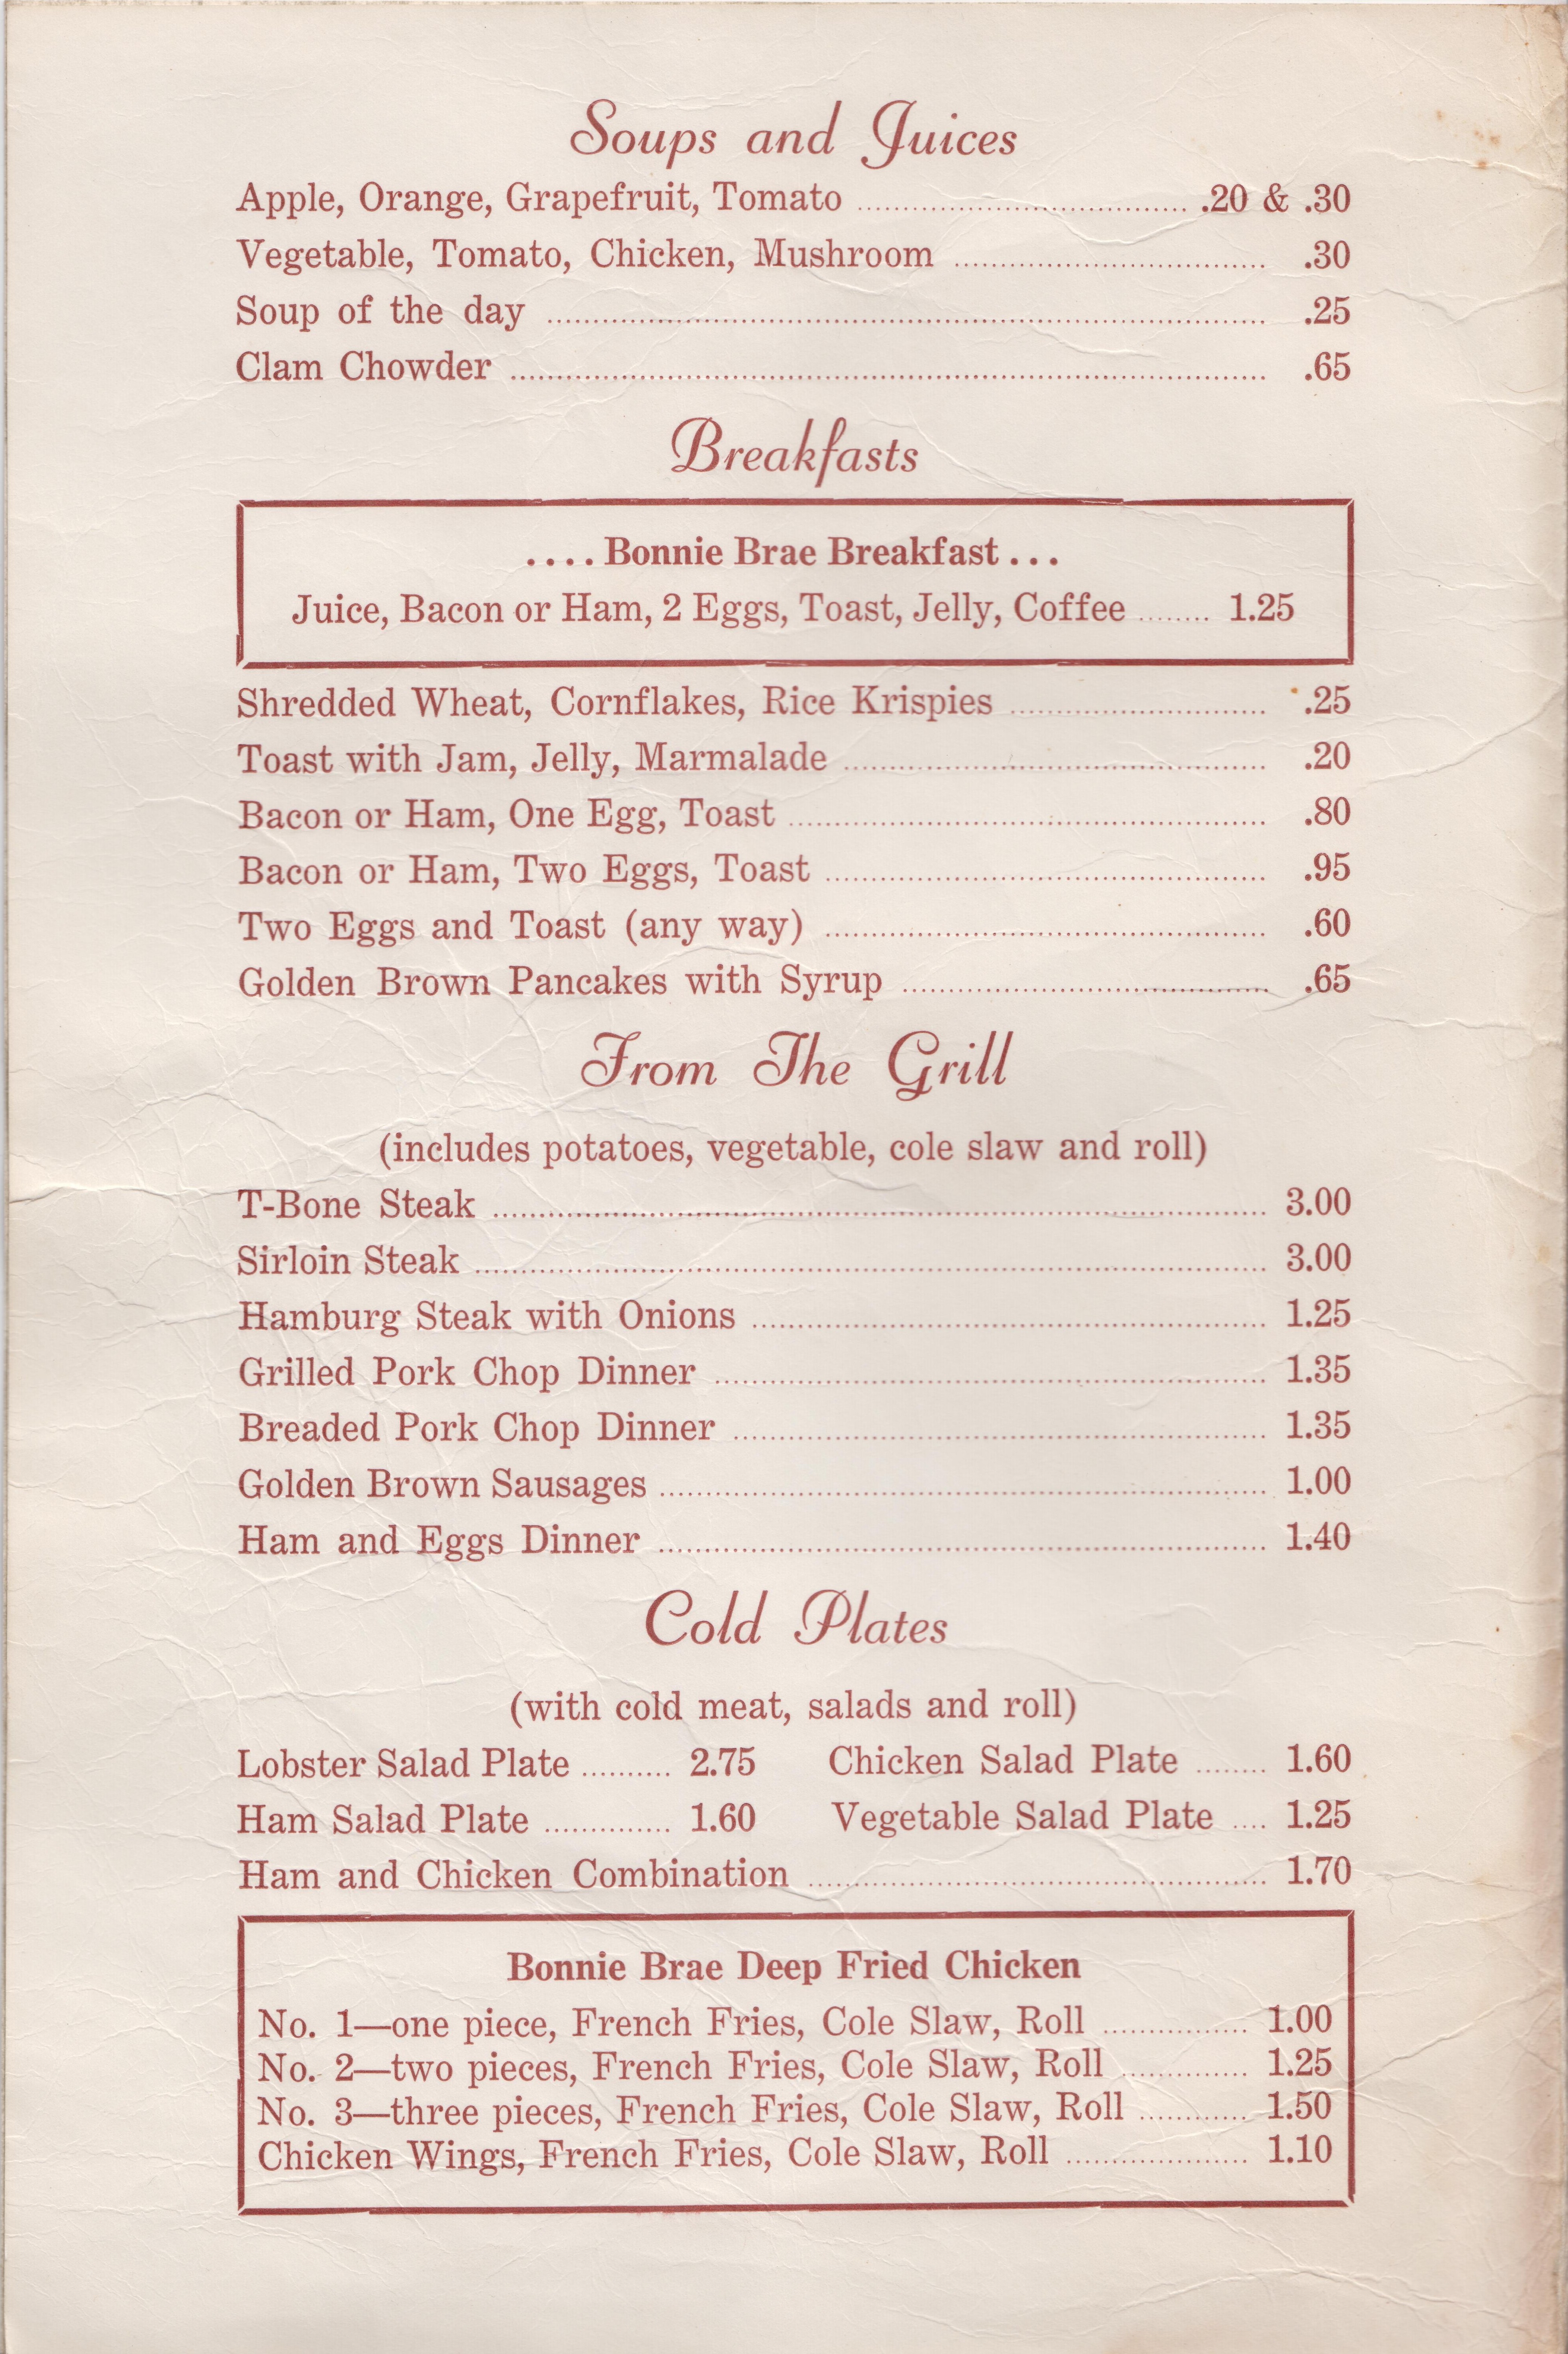 Soups and Juices
Apple, Orange, Grapefruit, Tomato .................................... .20 & .30
Vegetable, Tomato, Chicken, Mushroom .................................. .30
Soup of the day .............................................................................. .25
Clam Chowder .................................................................................. .65
Breakfasts
.... Bonnie Brae Breakfast ...
Juice, Bacon or Ham, 2 Eggs, Toast, Jelly, Coffee ........ 1.25
Shredded Wheat, Cornflakes, Rice Krispies ............................ .25
Toast with Jam, Jelly, Marmalade .............................................. .20
Bacon or Ham, One Egg, Toast .................................................... .80
Bacon or Ham, Two Eggs, Toast ................................................ .95
Two Eggs and Toast (any way) ................................................ .60
Golden Brown Pancakes with Syrup ........................................ .65
From The Grill
(includes potatoes, vegetable, cole slaw and roll)
T-Bone Steak .................................................................................... 3.00
Sirloin Steak ...................................................................................... 3.00
Hamburg Steak with Onions ........................................................ 1.25
Grilled Pork Chop Dinner ............................................................ 1.35
Breaded Pork Chop Dinner .......................................................... 1.35
Golden Brown Sausages .................................................................. 1.00
Ham and Eggs Dinner .................................................................. 1.40
Cold Plates
(with cold meat, salads and roll)
Lobster Salad Plate .......... 2.75 Chicken Salad Plate ........ 1.60
Ham Salad Plate .............. 1.60 Vegetable Salad Plate .... 1.25
Ham and Chicken Combination .................................................. 1.70
Bonnie Brae Deep Fried Chicken
No. 1—one piece, French Fries, Cole Slaw, Roll ................ 1.00
No. 2—two pieces, French Fries, Cole Slaw, Roll .............. 1.25
No. 3—three pieces, French Fries, Cole Slaw, Roll ............ 1.50
Chicken Wings, French Fries, Cole Slaw, Roll .................... 1.10